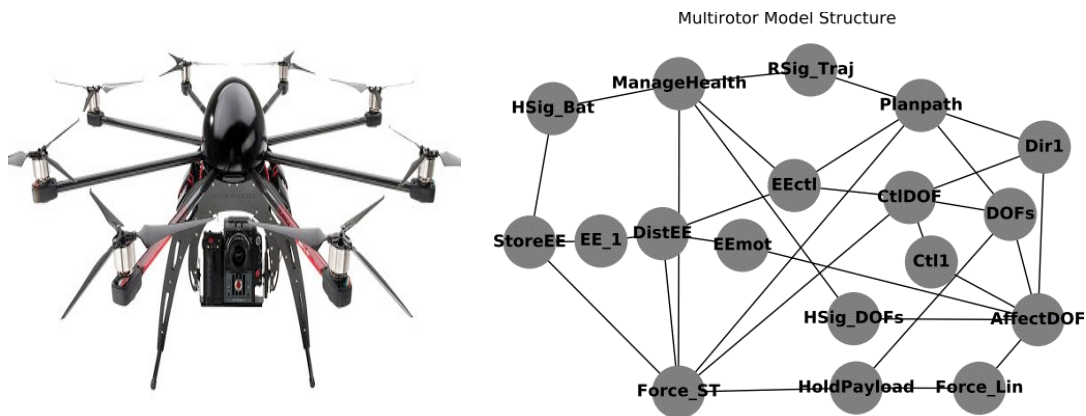 Multirotor Model Structure
RSig_Traj
ManageHealth
HSig_Bat
Planpath
Dir1
EEctl
CtlDOF
DOFs
StoreEE
EE_1
DistEE
EEmot
Ctl1
HSig_DOFs
AffectDOF
Force_ST
HoldPayload
Force_Lin